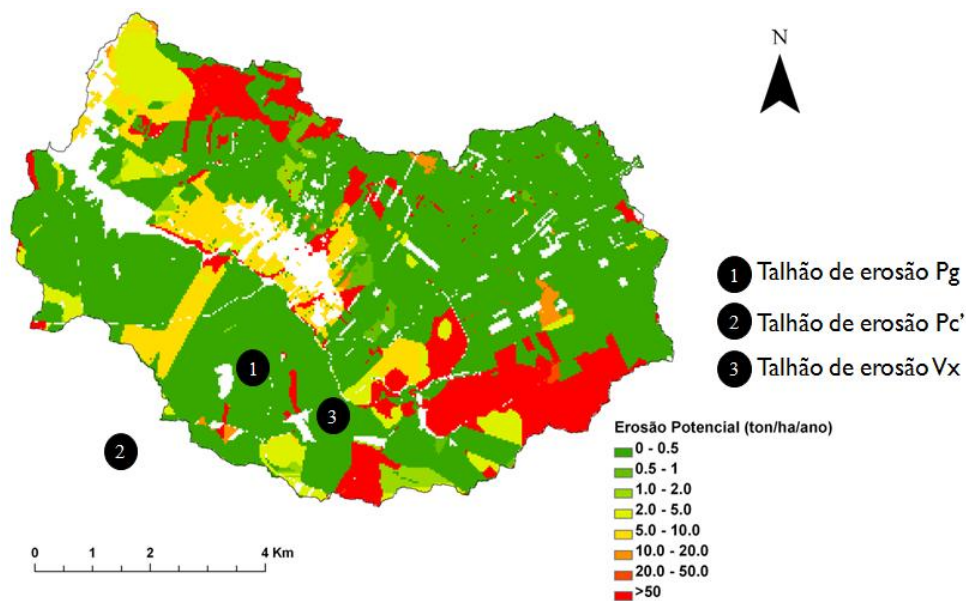 N
1 Talhão de erosão Pg
2 Talhão de erosão Pc'
3 Talhão de erosão Vx
1
3
2
Erosão Potencial (ton/ha/ano)
0 - 0.5
0.5 - 1
1.0 - 2.0
2.0 - 5.0
5.0 - 10.0
10.0 - 20.0
20.0 - 50.0
>50
0 1 2 4 Km